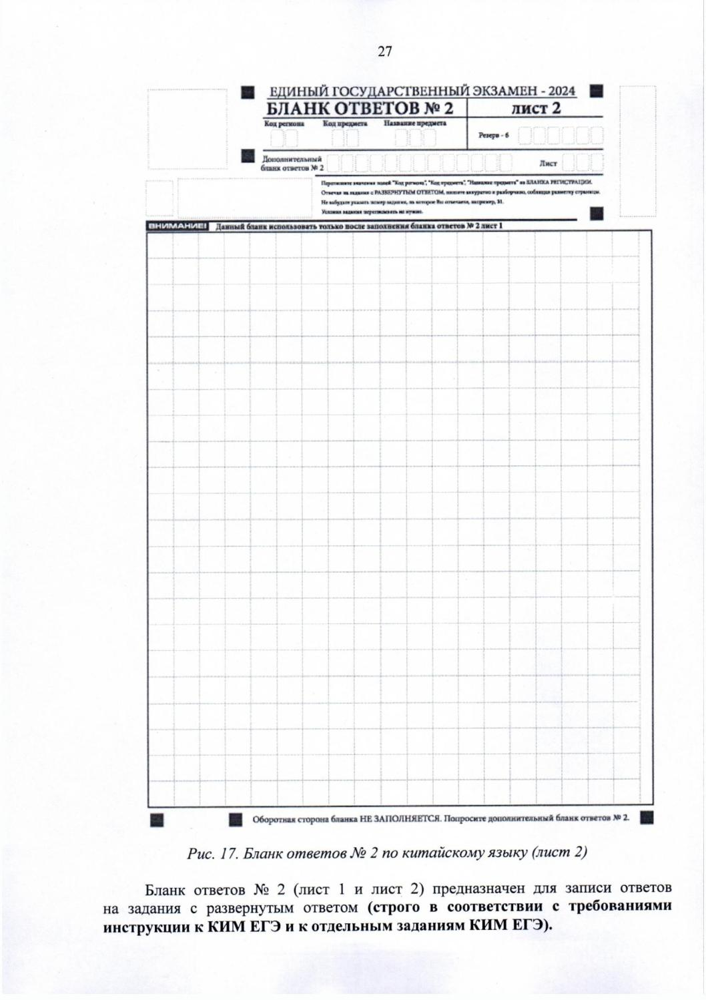 27
ЕДИНЫЙ ГОСУДАРСТВЕННЫЙ ЭКЗАМЕН - 2024
БЛАНК ОТВЕТОВ № 2
лист 2
Код региона Код предмета Название предмета
Резерв - 6
Дополнительный
бланк ответов № 2
Лист
Перепишите значения полей "Код региона", "Код предмета", "Название предмета" из БЛАНКА РЕГИСТРАЦИИ.
Отвечая на задания с РАЗВЕРНУТЫМ ОТВЕТОМ, пишите аккуратно и разборчиво, соблюдая разметку страницы.
Не забудьте указать номер задания, на которое Вы отвечаете, например, 31.
Условия задания переписывать не нужно.
ВНИМАНИЕ! Данный бланк использовать только после заполнения бланка ответов № 2 лист 1
Оборотная сторона бланка НЕ ЗАПОЛНЯЕТСЯ. Попросите дополнительный бланк ответов № 2.
Рис. 17. Бланк ответов № 2 по китайскому языку (лист 2)
Бланк ответов № 2 (лист 1 и лист 2) предназначен для записи ответов
на задания с развернутым ответом (строго в соответствии с требованиями
инструкции к КИМ ЕГЭ и к отдельным заданиям КИМ ЕГЭ).